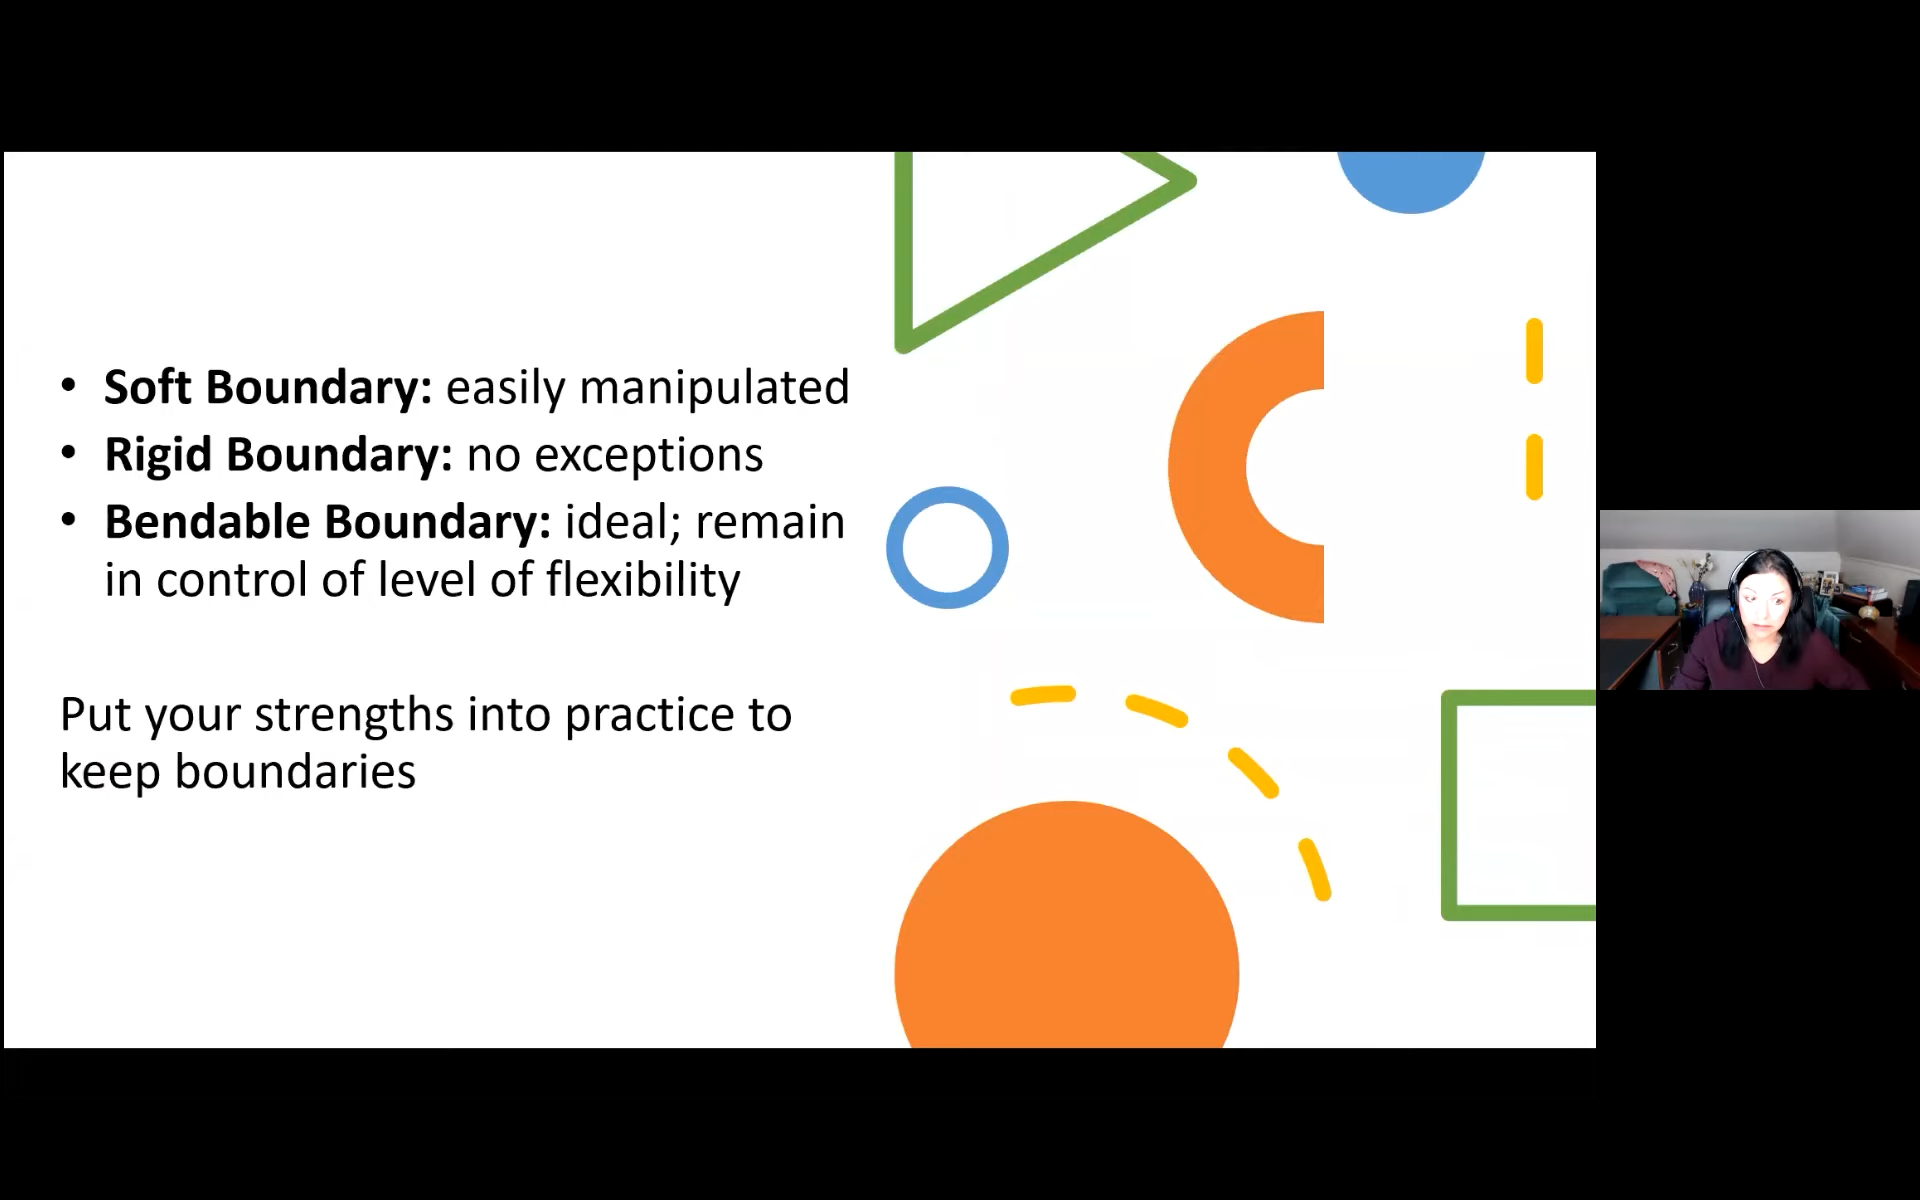 • Soft Boundary: easily manipulated
• Rigid Boundary: no exceptions
• Bendable Boundary: ideal; remain
in control of level of flexibility
Put your strengths into practice to
keep boundaries